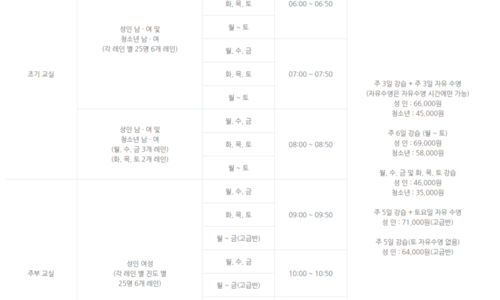 화, 목, 토
06:00 ~ 06:50
성인 남 · 여 및
청소년 남 · 여
(각 레인 별 25명 6개 레인)
월 ~ 토
월, 수, 금
조기 교실
화, 목, 토
07:00 ~ 07:50
월 ~ 토
성인 남 · 여 및
청소년 남 · 여
(월, 수, 금 3개 레인)
(화, 목, 토 2개 레인)
월, 수, 금
화, 목, 토
08:00 ~ 08:50
월 ~ 토
주 3일 강습 + 주 3일 자유 수영
(자유수영은 자유수영 시간에만 가능)
성 인 : 66,000원
청소년 : 45,000원
주 6일 강습 (월 ~ 토)
성 인 : 69,000원
청소년 : 58,000원
월, 수, 금 및 화, 목, 토 강습
성 인 : 46,000원
청소년 : 35,000원
주 5일 강습 + 토요일 자유 수영
성 인 : 71,000원(고급반)
주 5일 강습(토 자유수영 없음)
성 인 : 64,000원(고급반)
주부 교실
성인 여성
(각 레인 별 진도 별
25명 6개 레인)
월, 수, 금
화, 목, 토
09:00 ~ 09:50
월 ~ 금(고급반)
월, 수, 금
10:00 ~ 10:50
월 ~ 금(고급반)